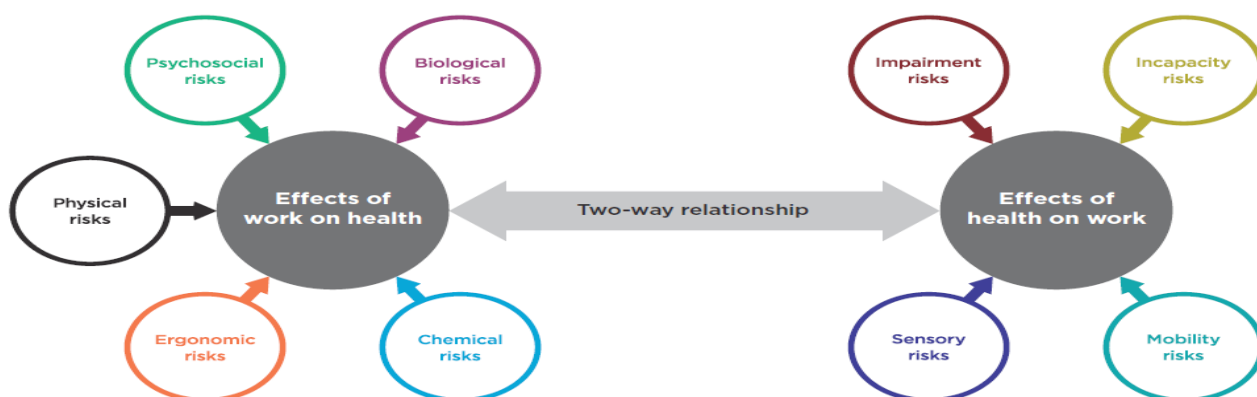 Psychosocial
risks
Biological
risks
Impairment
risks
Incapacity
risks
Physical
risks
Effects of
work on health
Two-way relationship
Effects of
health on work
Ergonomic
risks
Chemical
risks
Sensory
risks
Mobility
risks